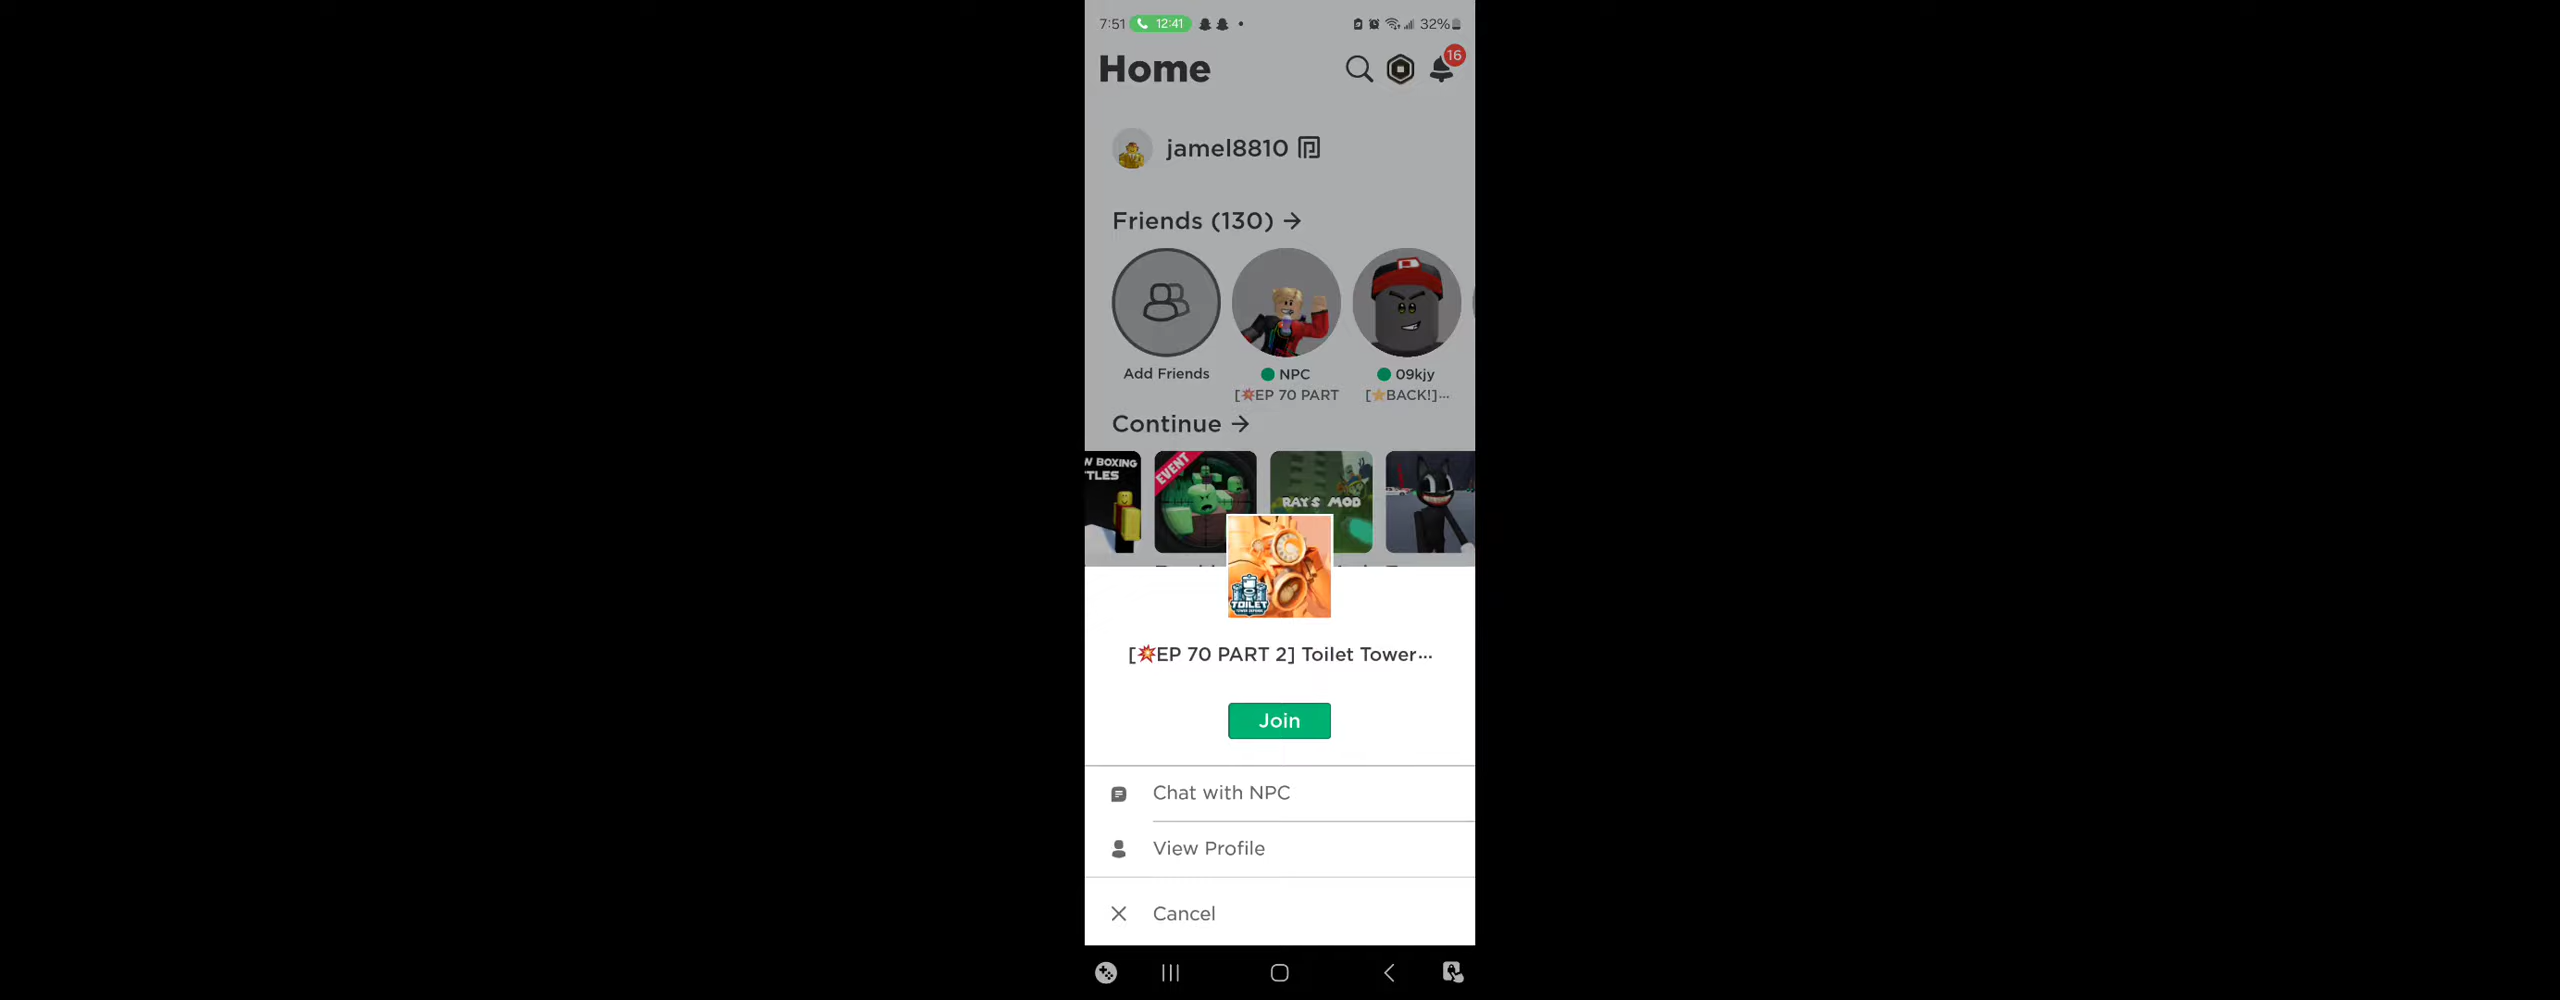 7:51 12:41 32%
Home
16
jamel8810
Friends (130) →
Add Friends
NPC
09kjy
[💥EP 70 PART
[⭐BACK!]...
Continue →
W BOXING
TLES
EVENT
RAY'S MOD
TOILET
TOWER DEFENSE
[💥EP 70 PART 2] Toilet Tower...
Join
Chat with NPC
View Profile
Cancel